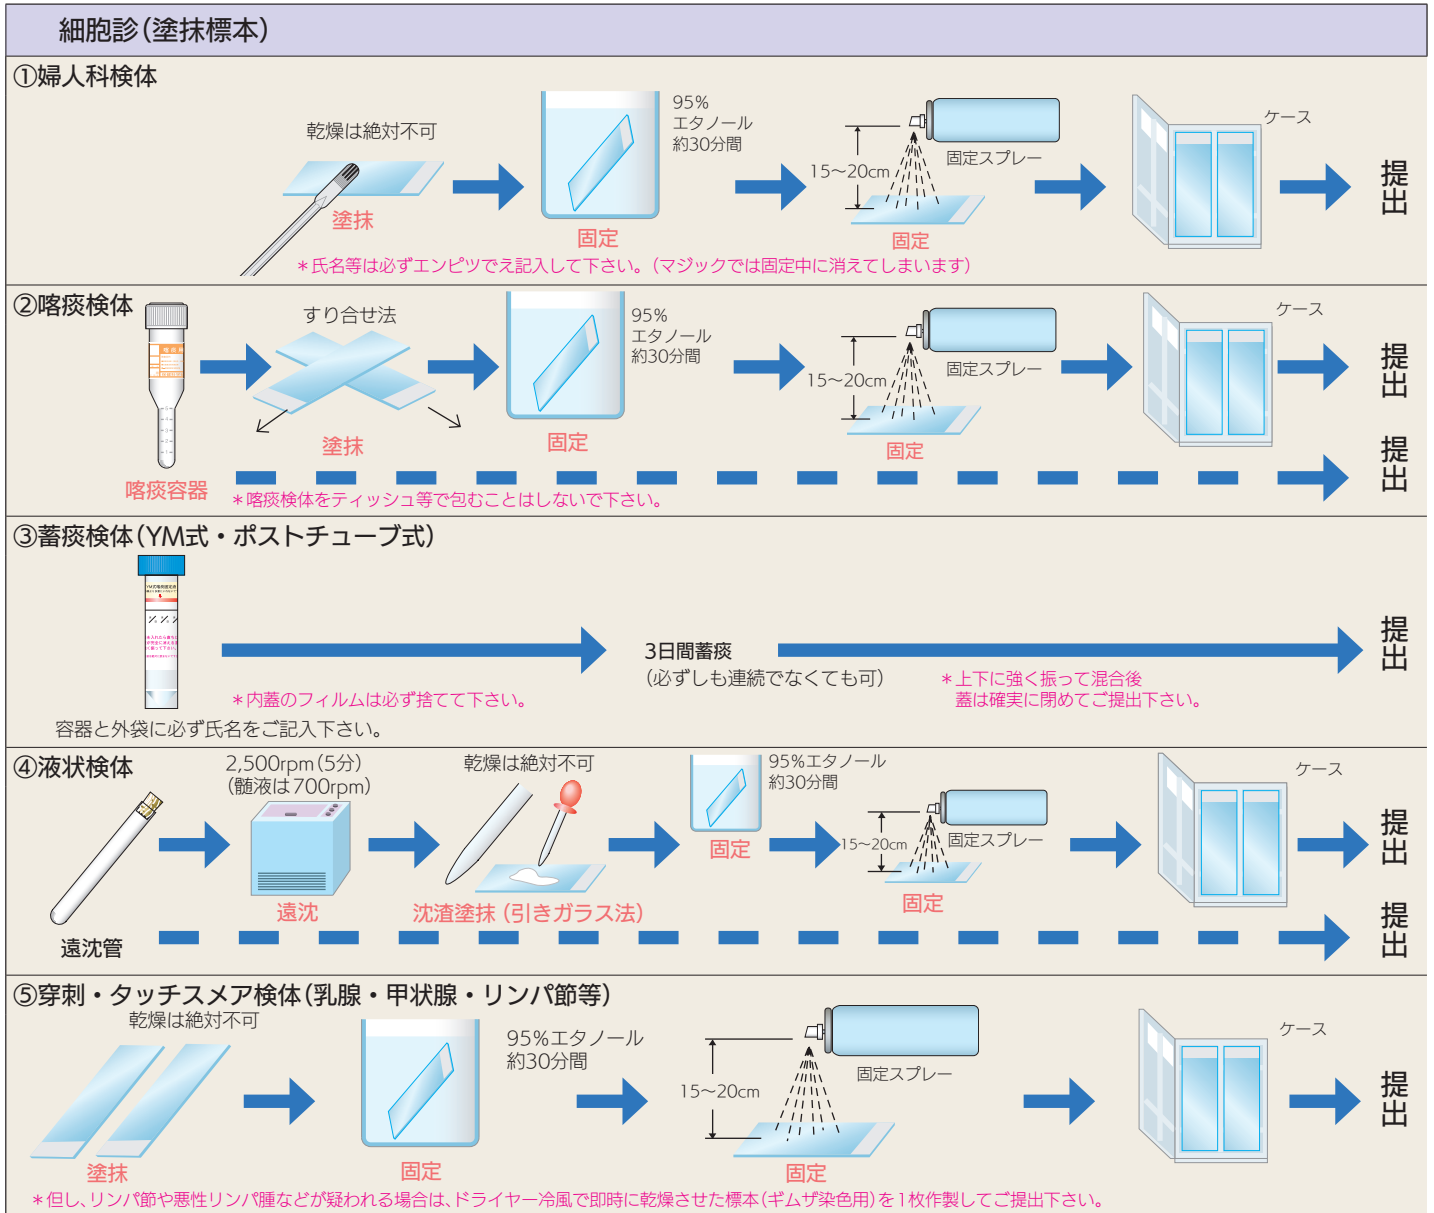 細胞診(塗抹標本)
①婦人科検体
乾燥は絶対不可
塗抹
95%
エタノール
約30分間
固定
15〜20cm
固定スプレー
固定
ケース
提出
＊氏名等は必ずエンピツでえ記入して下さい。(マジックでは固定中に消えてしまいます)
②喀痰検体
喀痰容器
すり合せ法
塗抹
95%
エタノール
約30分間
固定
15〜20cm
固定スプレー
固定
ケース
提出
提出
＊喀痰検体をティッシュ等で包むことはしないで下さい。
③蓄痰検体(YM式・ポストチューブ式)
＊内蓋のフィルムは必ず捨てて下さい。
容器と外袋に必ず氏名をご記入下さい。
3日間蓄痰
(必ずしも連続でなくても可)
＊上下に強く振って混合後
蓋は確実に閉めてご提出下さい。
提出
④液状検体
遠沈管
2,500rpm(5分)
(髄液は700rpm)
遠沈
乾燥は絶対不可
沈渣塗抹(引きガラス法)
95%エタノール
約30分間
固定
15〜20cm
固定スプレー
固定
ケース
提出
提出
⑤穿刺・タッチスメア検体(乳腺・甲状腺・リンパ節等)
乾燥は絶対不可
塗抹
95%エタノール
約30分間
固定
15〜20cm
固定スプレー
固定
ケース
提出
＊但し、リンパ節や悪性リンパ腫などが疑われる場合は、ドライヤー冷風で即時に乾燥させた標本(ギムザ染色用)を1枚作製してご提出下さい。